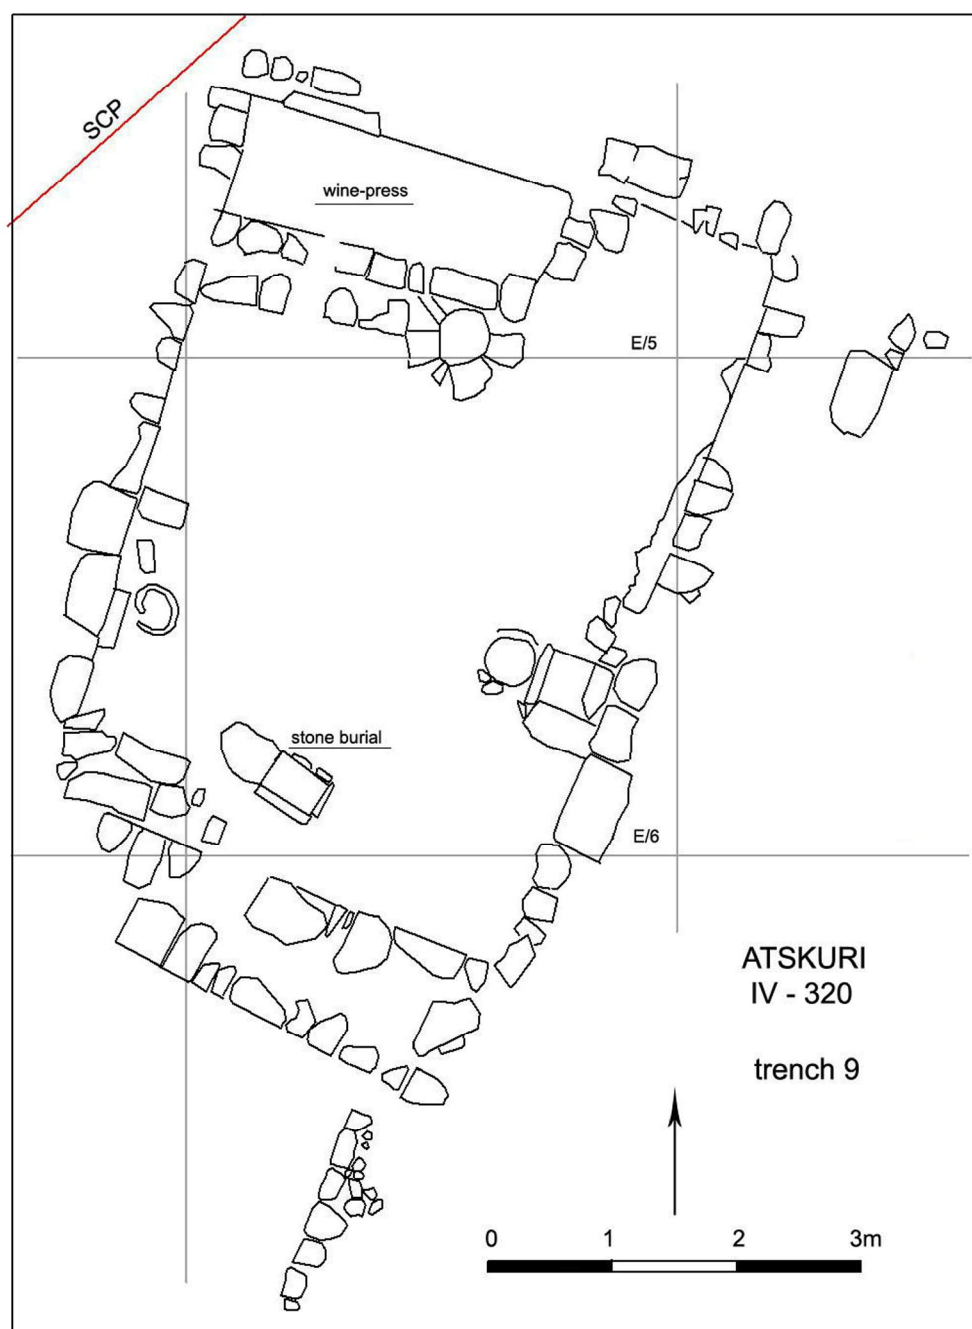 SCP
wine-press
E/5
stone burial
E/6
ATSKURI
IV - 320
trench 9
0 1 2 3m